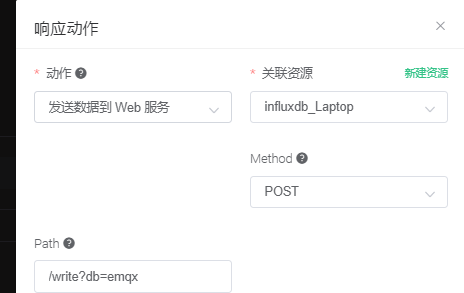 响应动作
* 动作
* 关联资源
新建资源
发送数据到 Web 服务
influxdb_Laptop
Method
POST
Path
/write?db=emqx